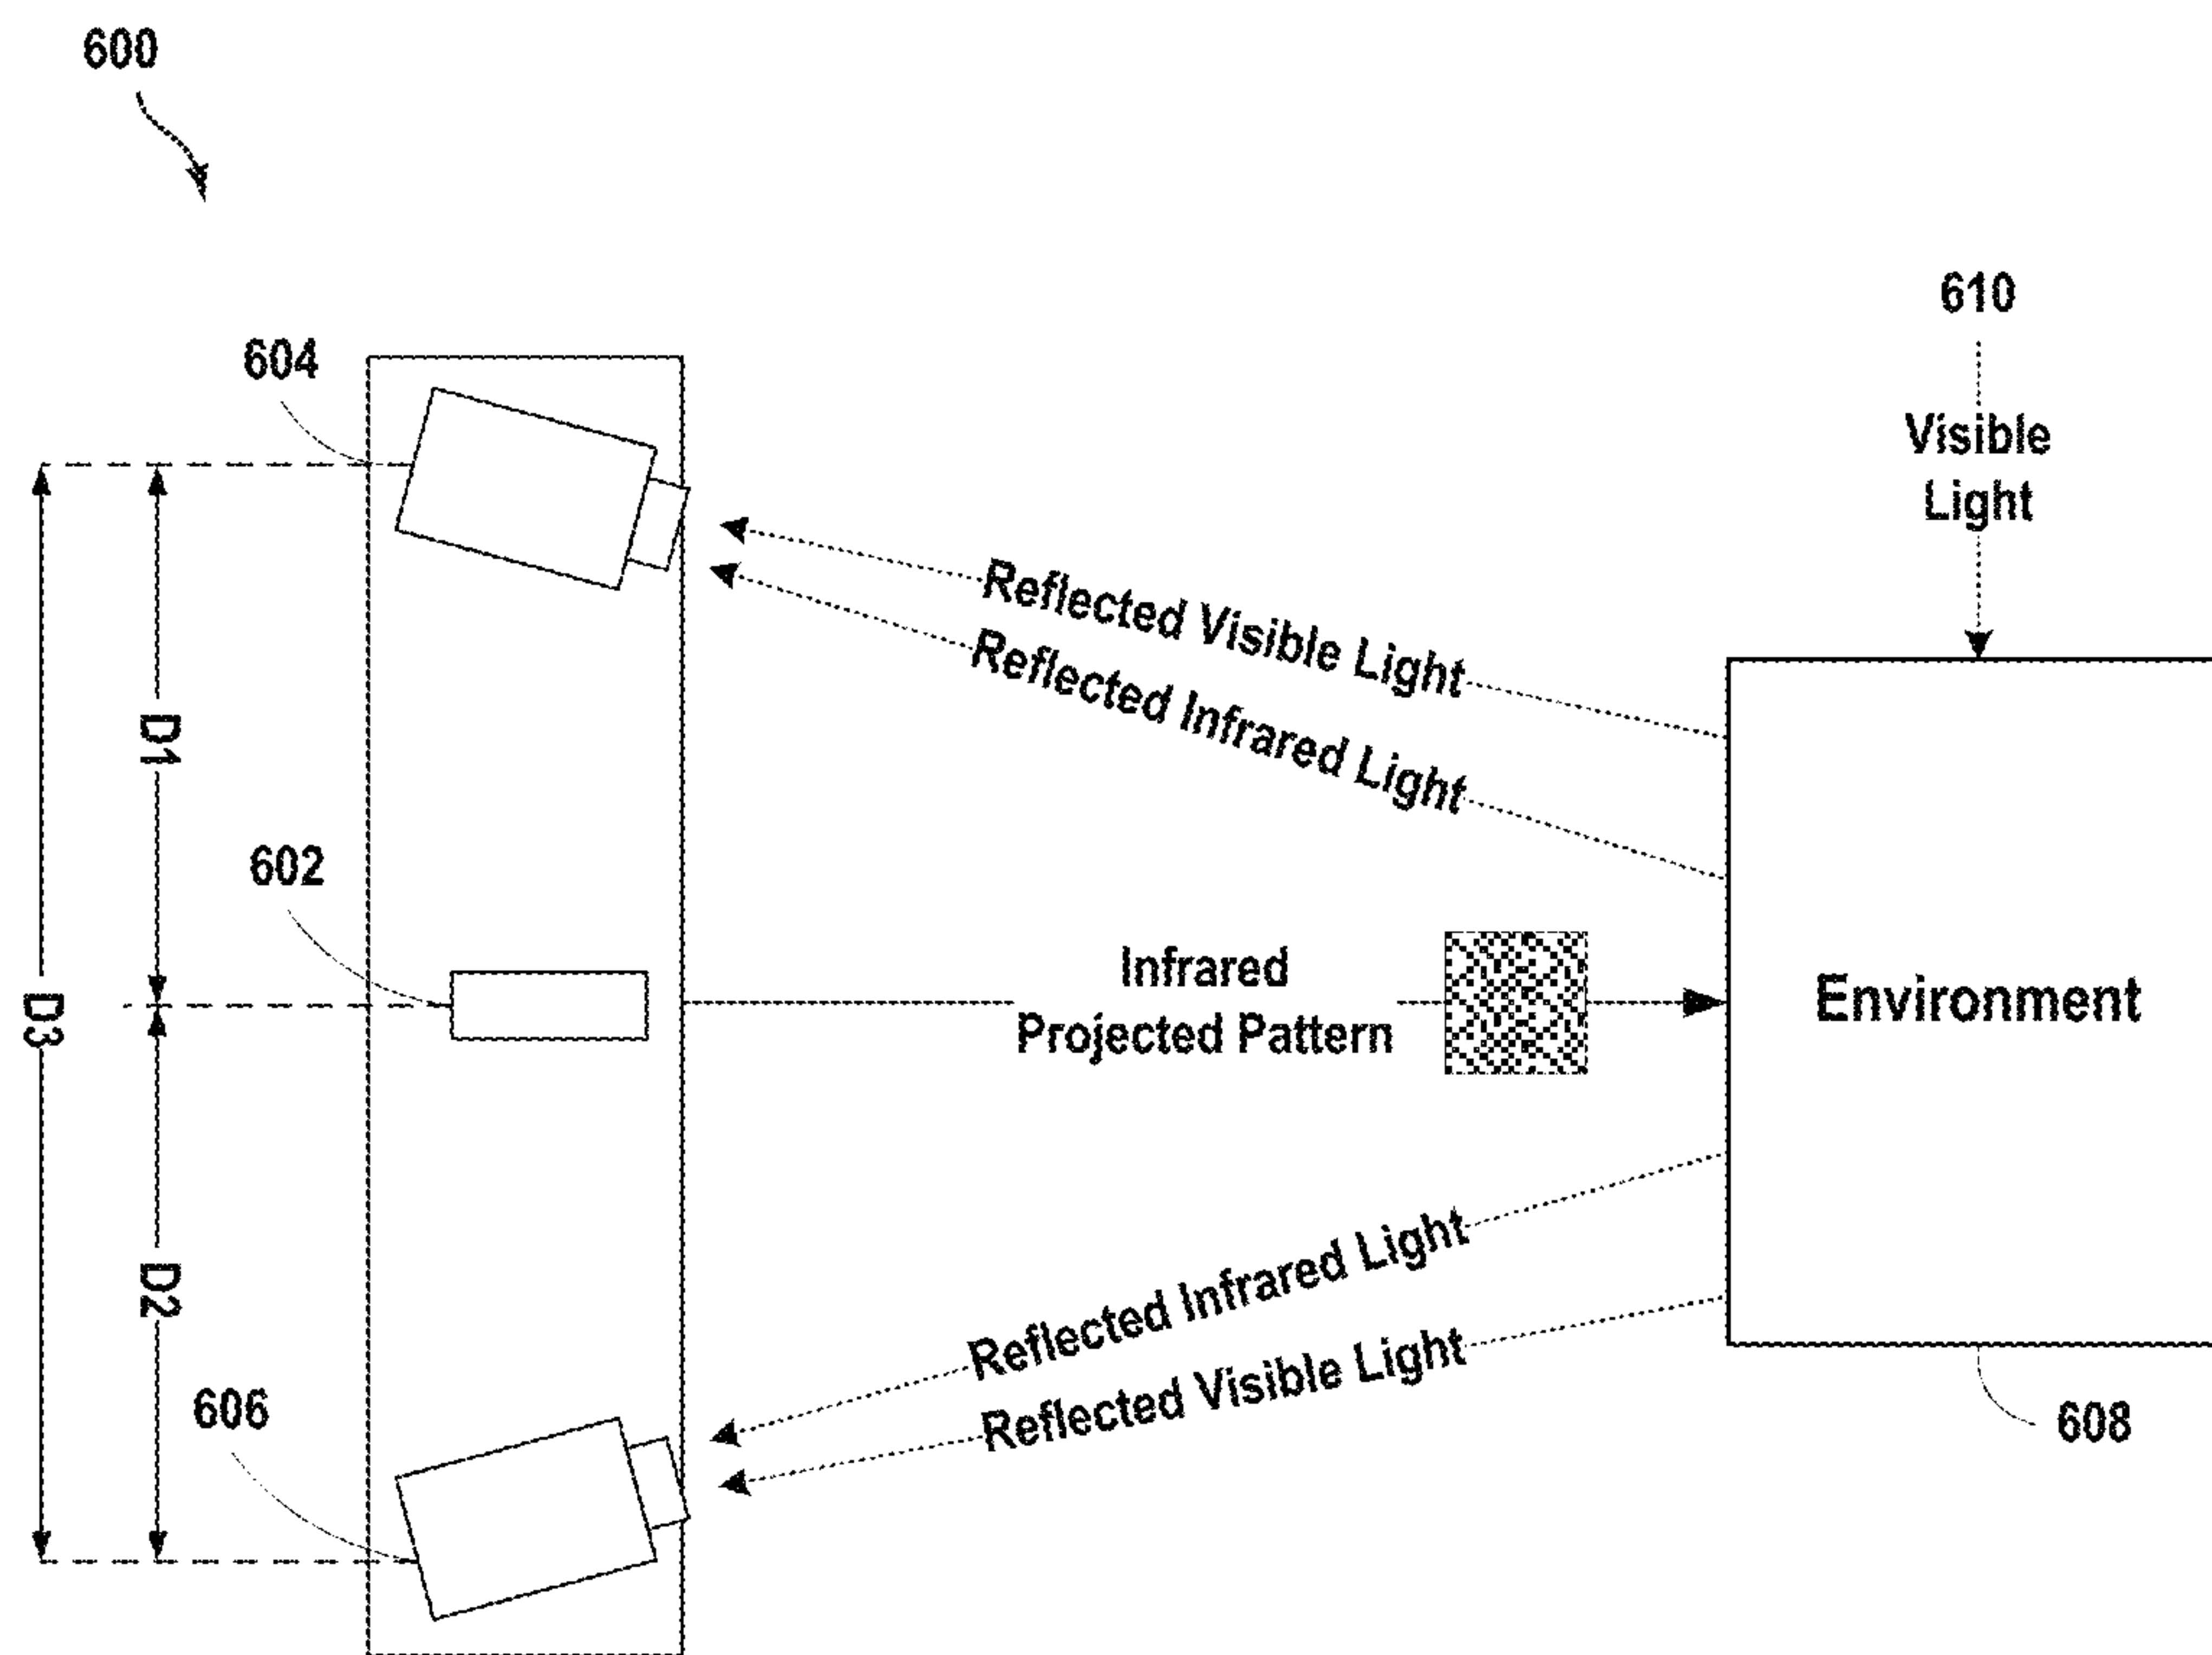 600
610
Visible
Light
604
Reflected Visible Light
Reflected Infrared Light
D1
602
Infrared
Projected Pattern
Environment
D3
Reflected Infrared Light
D2
Reflected Visible Light
606
608